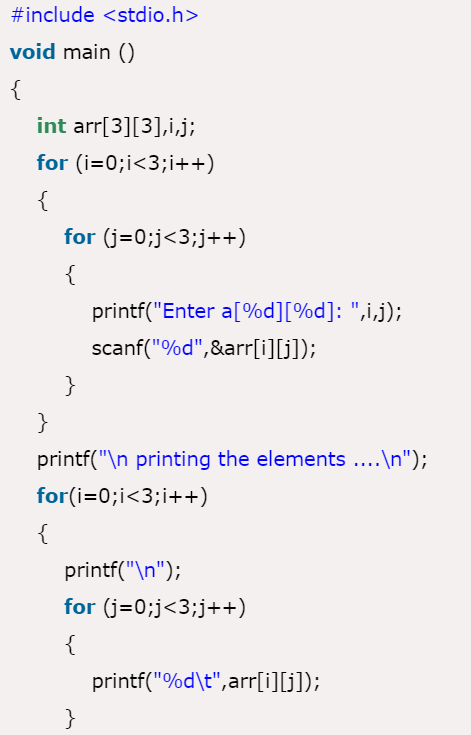 #include <stdio.h>
void main ()
{
int arr[3][3],i,j;
for (i=0;i<3;i++)
{
for (j=0;j<3;j++)
{
printf("Enter a[%d][%d]: ",i,j);
scanf("%d",&arr[i][j]);
}
}
printf("\n printing the elements ....\n");
for(i=0;i<3;i++)
{
printf("\n");
for (j=0;j<3;j++)
{
printf("%d\t",arr[i][j]);
}